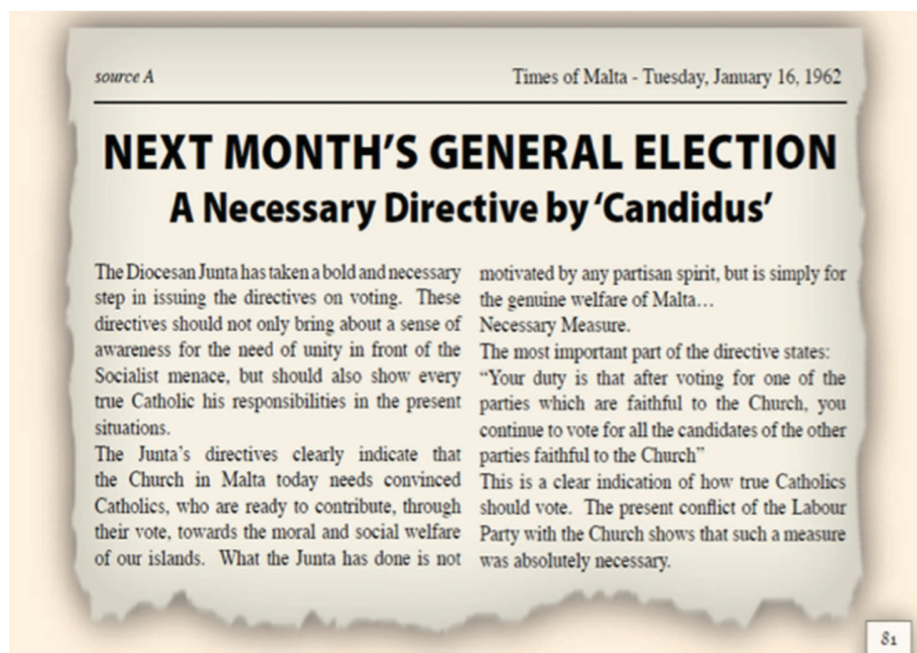 source A
Times of Malta - Tuesday, January 16, 1962
NEXT MONTH'S GENERAL ELECTION
A Necessary Directive by 'Candidus'
The Diocesan Junta has taken a bold and necessary
step in issuing the directives on voting. These
directives should not only bring about a sense of
awareness for the need of unity in front of the
Socialist menace, but should also show every
true Catholic his responsibilities in the present
situations.
The Junta's directives clearly indicate that
the Church in Malta today needs convinced
Catholics, who are ready to contribute, through
their vote, towards the moral and social welfare
of our islands. What the Junta has done is not
motivated by any partisan spirit, but is simply for
the genuine welfare of Malta...
Necessary Measure.
The most important part of the directive states:
"Your duty is that after voting for one of the
parties which are faithful to the Church, you
continue to vote for all the candidates of the other
parties faithful to the Church"
This is a clear indication of how true Catholics
should vote. The present conflict of the Labour
Party with the Church shows that such a measure
was absolutely necessary.
81